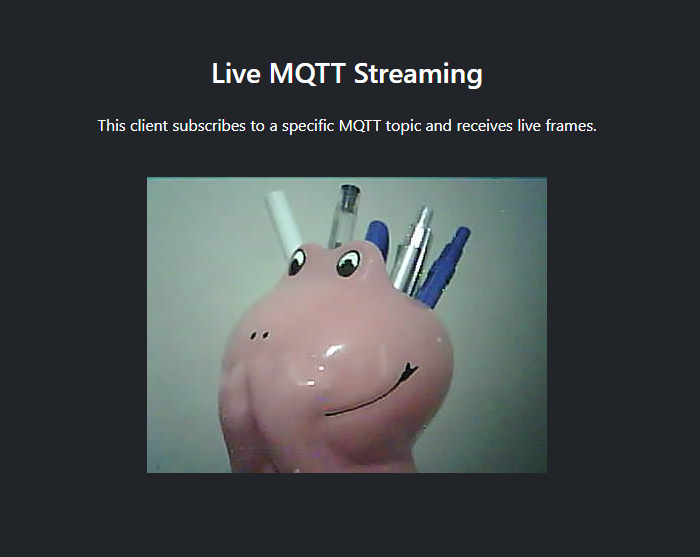 Live MQTT Streaming
This client subscribes to a specific MQTT topic and receives live frames.